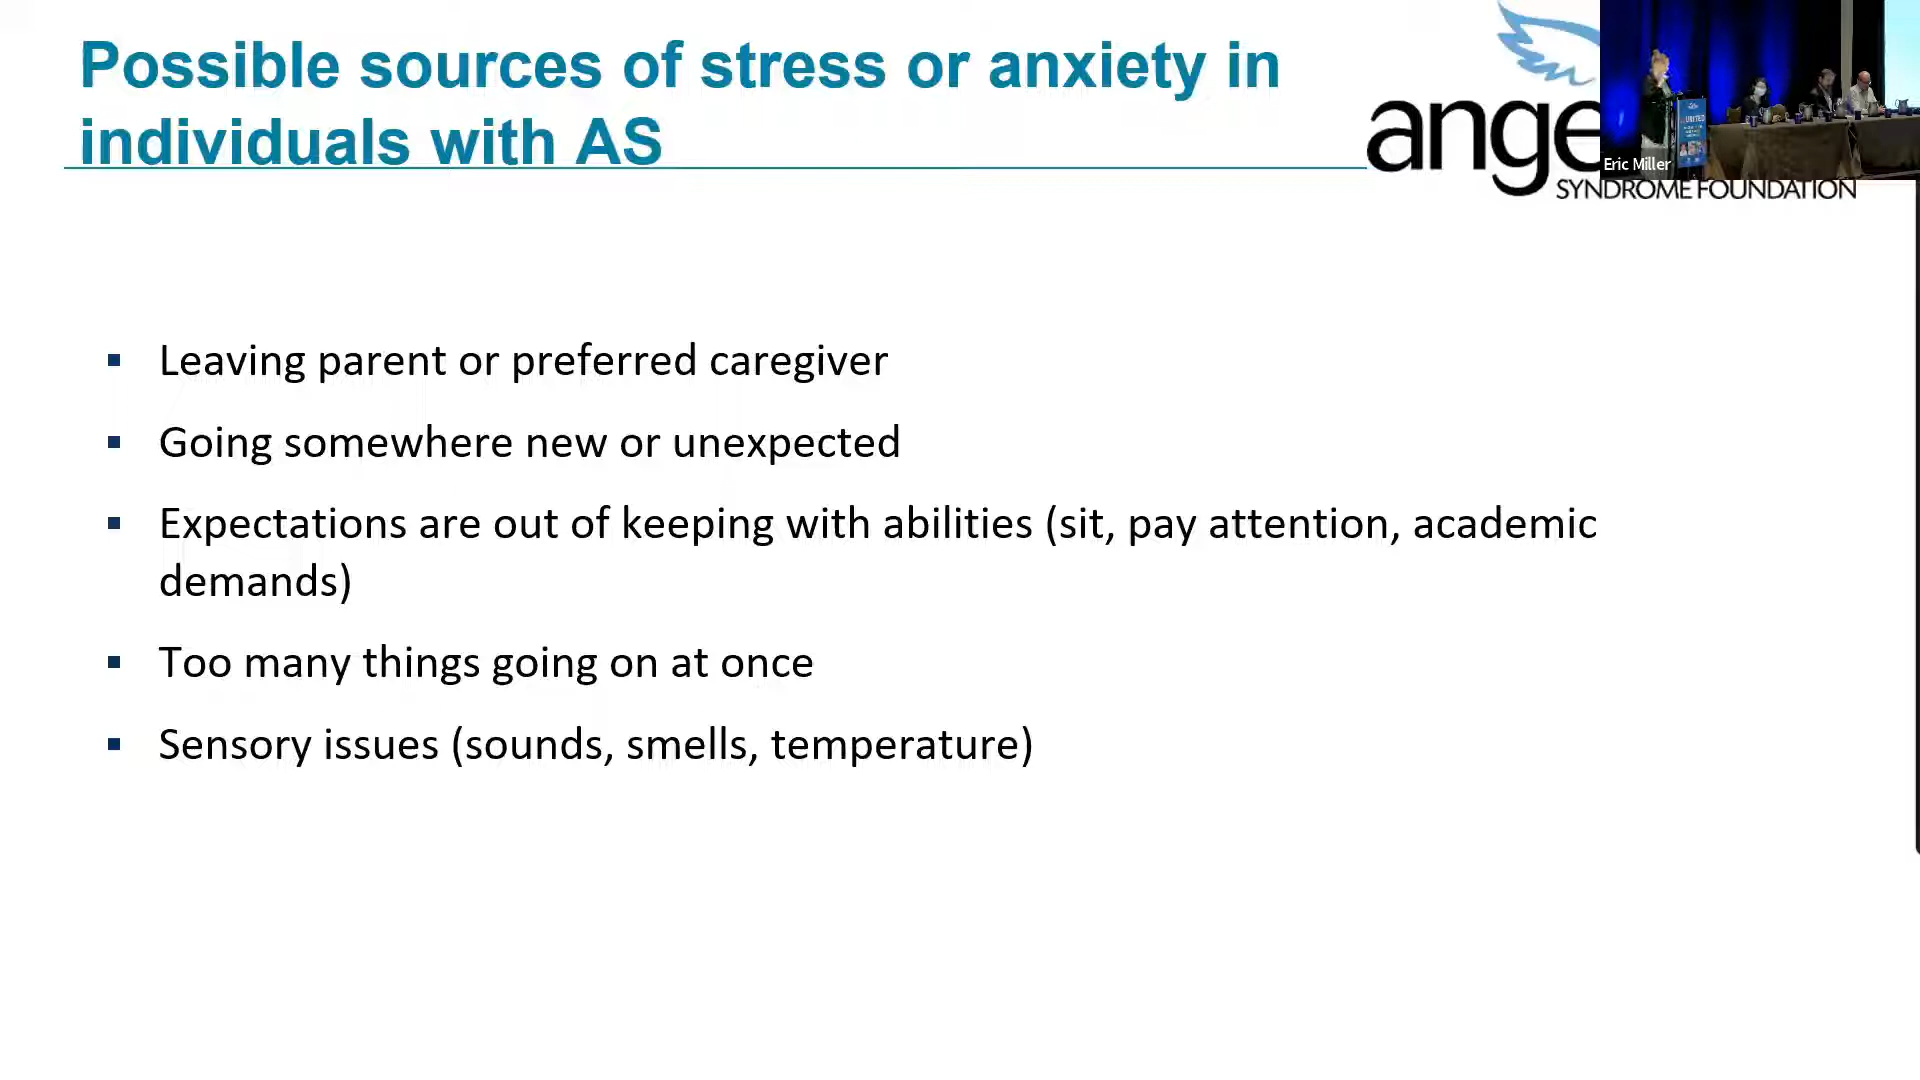 Possible sources of stress or anxiety in
individuals with AS
ange
SYNDROME FOUNDATION
UNITED
Eric Miller
▪ Leaving parent or preferred caregiver
▪ Going somewhere new or unexpected
▪ Expectations are out of keeping with abilities (sit, pay attention, academic
demands)
▪ Too many things going on at once
▪ Sensory issues (sounds, smells, temperature)